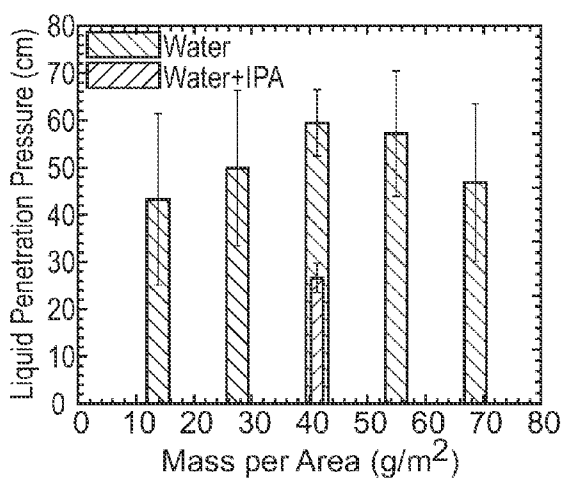 Liquid Penetration Pressure (cm)
80
70
60
50
40
30
20
10
0
Water
Water+IPA
0 10 20 30 40 50 60 70 80
Mass per Area (g/m²)